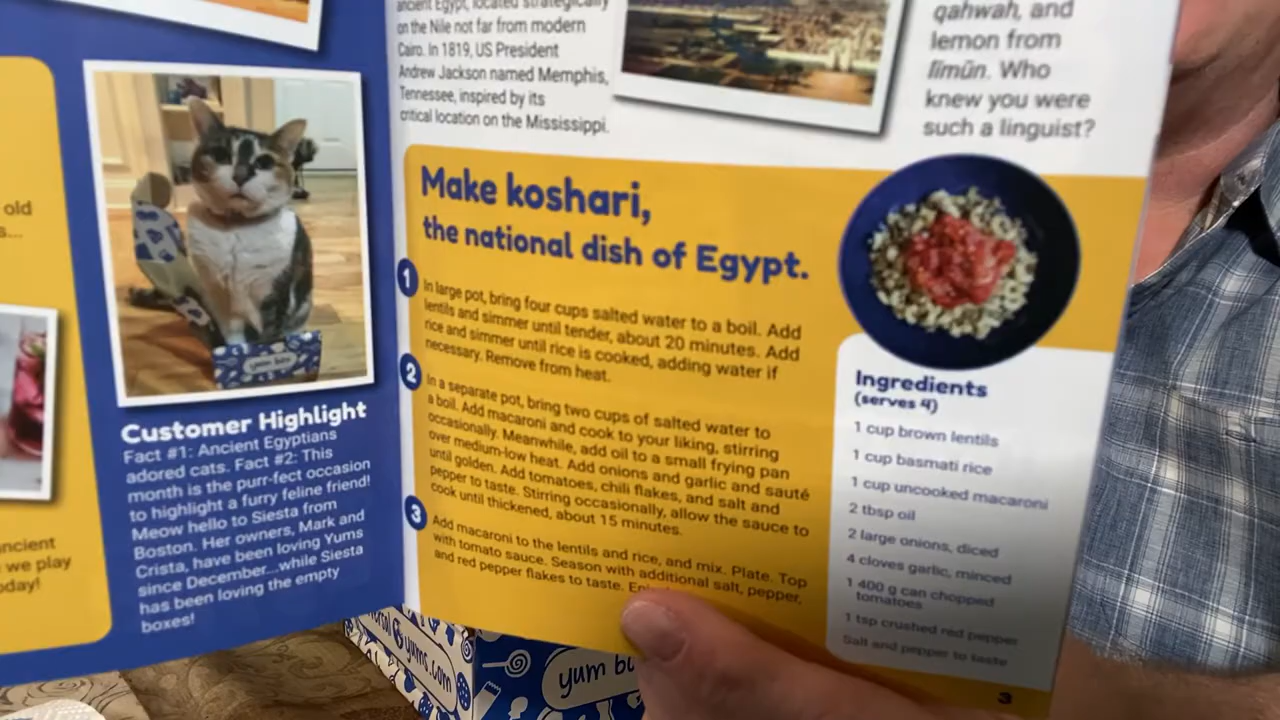 old
s...
ancient
we play
oday!
Customer Highlight
Fact #1: Ancient Egyptians
adored cats. Fact #2: This
month is the purr-fect occasion
to highlight a furry feline friend!
Meow hello to Siesta from
Boston. Her owners, Mark and
Crista, have been loving Yums
since December...while Siesta
has been loving the empty
boxes!
ancient Egypt, located strategically
on the Nile not far from modern
Cairo. In 1819, US President
Andrew Jackson named Memphis,
Tennessee, inspired by its
critical location on the Mississippi.
qahwah, and
lemon from
līmūn. Who
knew you were
such a linguist?
Make koshari,
the national dish of Egypt.
1 In large pot, bring four cups salted water to a boil. Add
lentils and simmer until tender, about 20 minutes. Add
rice and simmer until rice is cooked, adding water if
necessary. Remove from heat.
2 In a separate pot, bring two cups of salted water to
a boil. Add macaroni and cook to your liking, stirring
occasionally. Meanwhile, add oil to a small frying pan
over medium-low heat. Add onions and garlic and sauté
until golden. Add tomatoes, chili flakes, and salt and
pepper to taste. Stirring occasionally, allow the sauce to
cook until thickened, about 15 minutes.
3 Add macaroni to the lentils and rice, and mix. Plate. Top
with tomato sauce. Season with additional salt, pepper,
and red pepper flakes to taste.
Ingredients
(serves 4)
1 cup brown lentils
1 cup basmati rice
1 cup uncooked macaroni
2 tbsp oil
2 large onions, diced
4 cloves garlic, minced
1 400 g can chopped
tomatoes
1 tsp crushed red pepper
Salt and pepper to taste
3
yums.com
yum